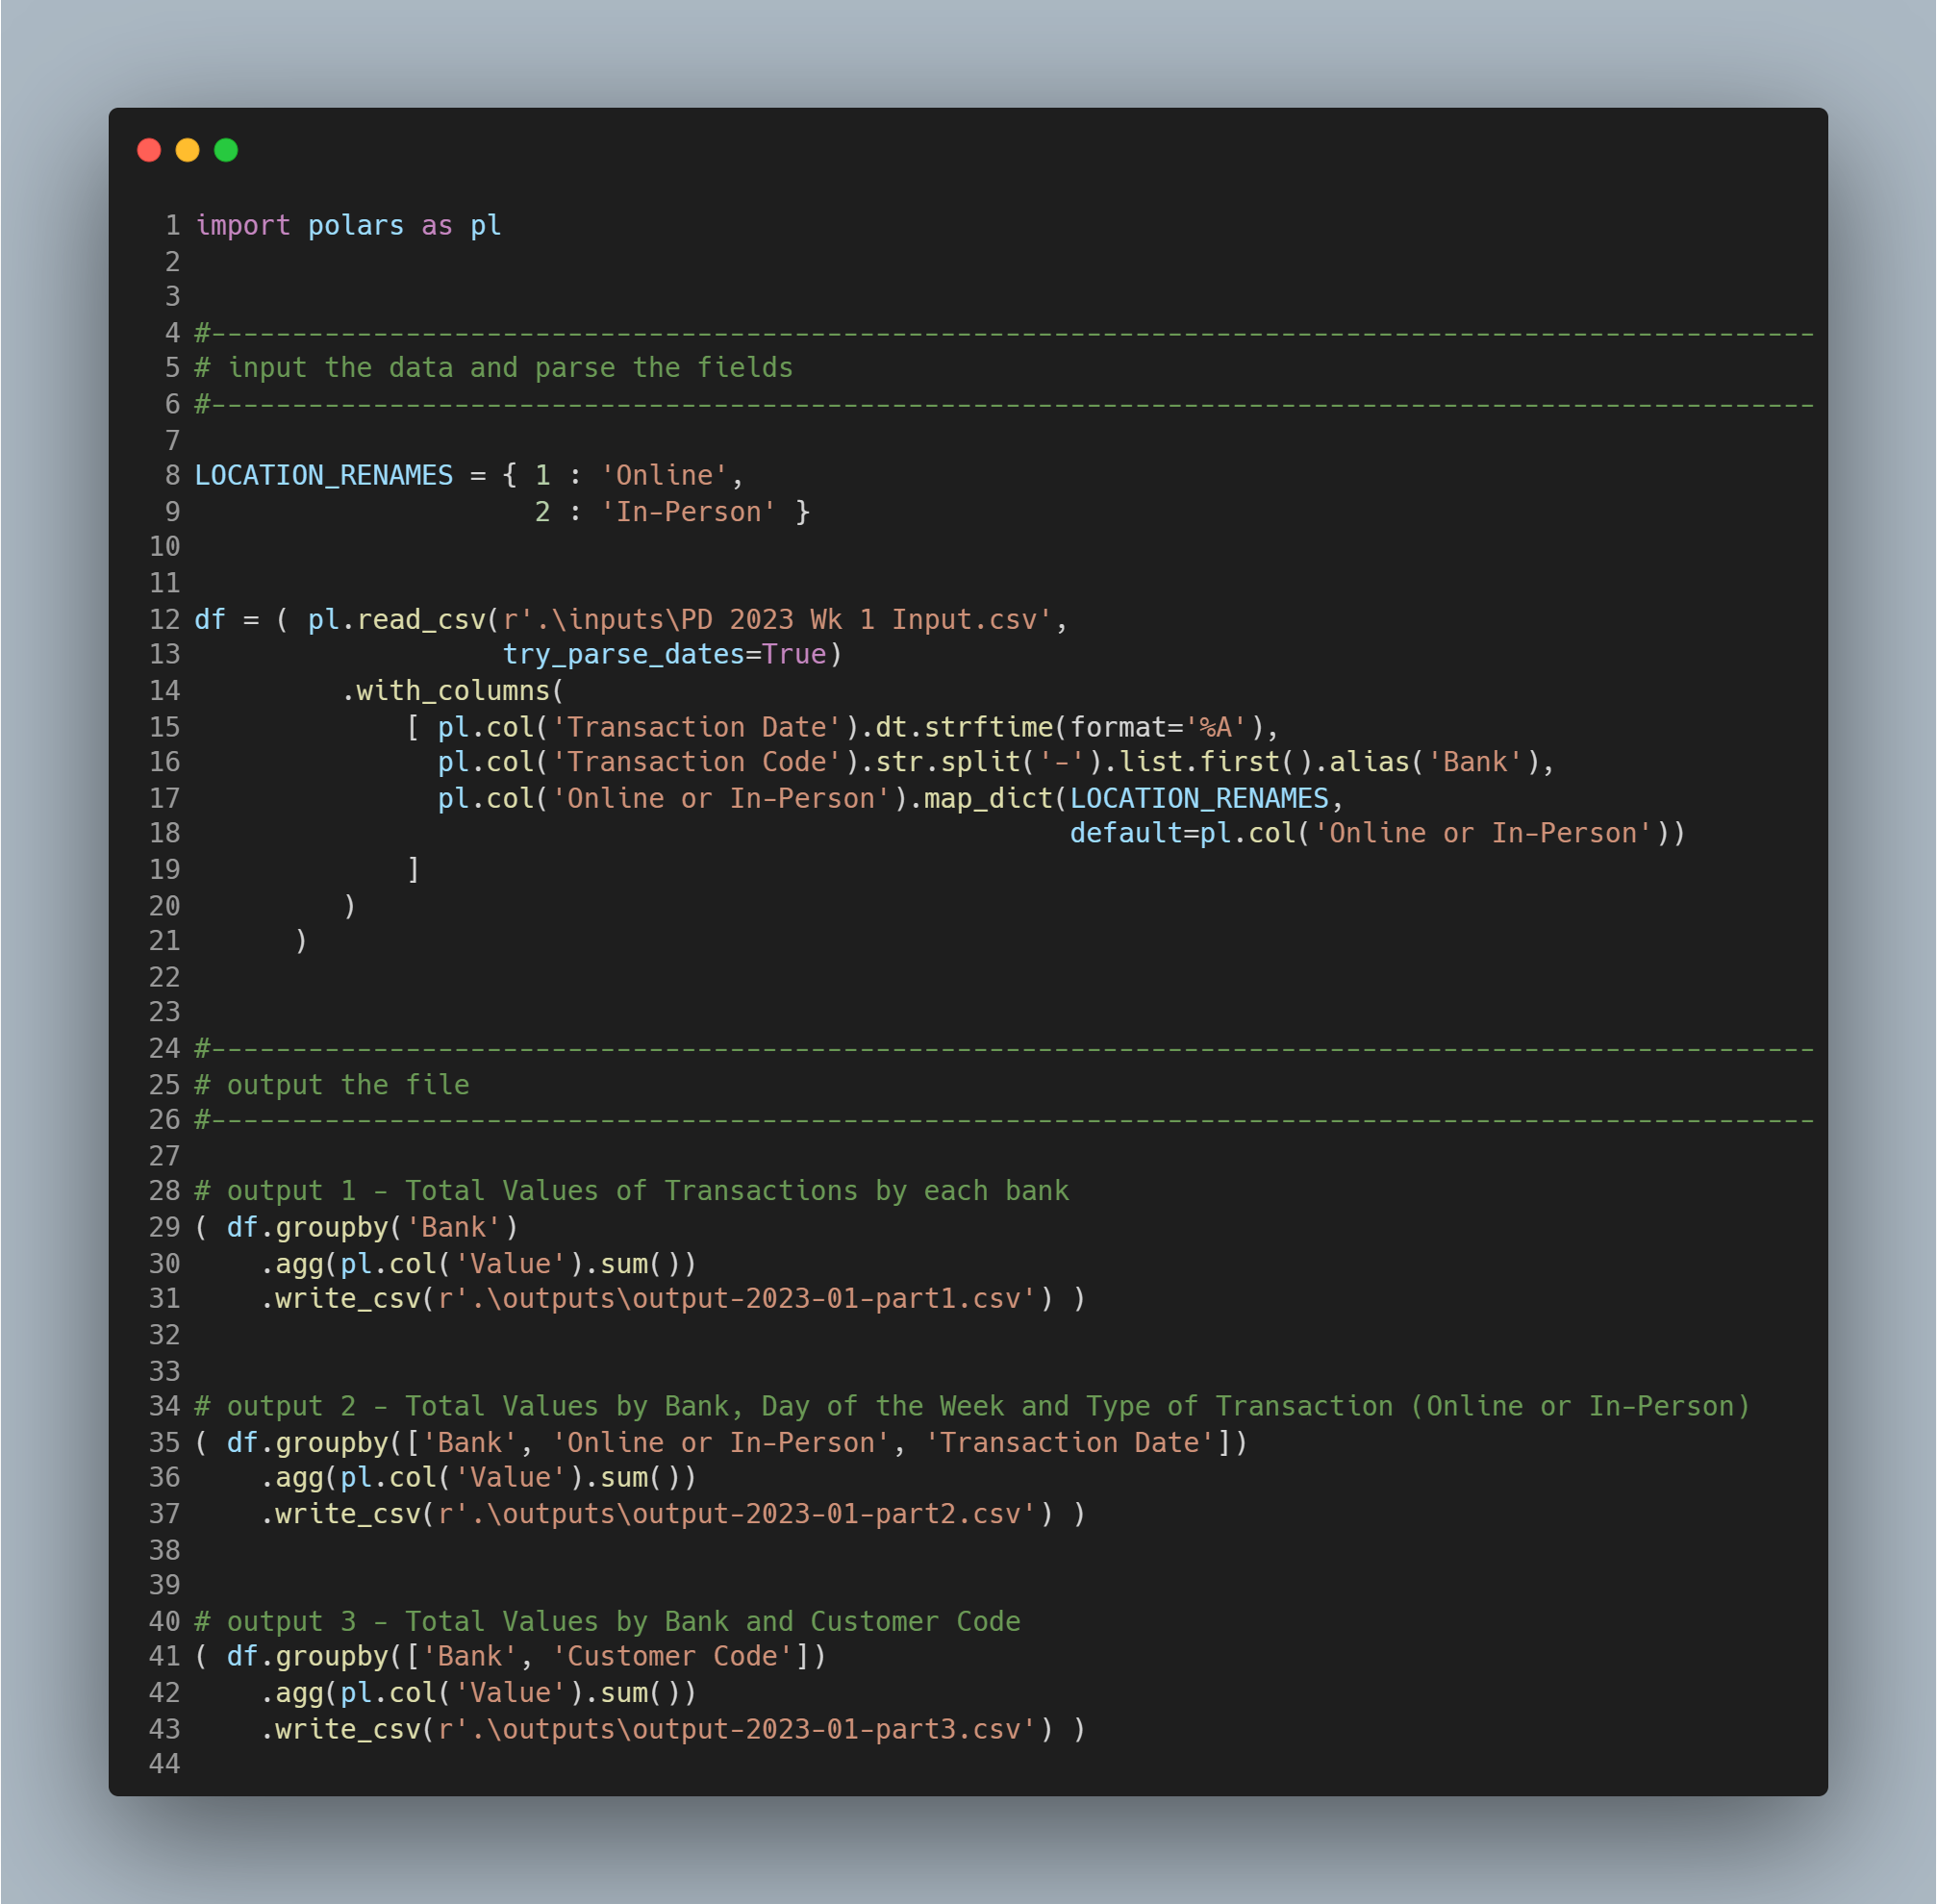 1 import polars as pl
2
3
4 #---------------------------------------------------------------------------------------------------
5 # input the data and parse the fields
6 #---------------------------------------------------------------------------------------------------
7
8 LOCATION_RENAMES = { 1 : 'Online',
9                      2 : 'In-Person' }
10
11
12 df = ( pl.read_csv(r'.\inputs\PD 2023 Wk 1 Input.csv',
13                    try_parse_dates=True)
14          .with_columns(
15              [ pl.col('Transaction Date').dt.strftime(format='%A'),
16                pl.col('Transaction Code').str.split('-').list.first().alias('Bank'),
17                pl.col('Online or In-Person').map_dict(LOCATION_RENAMES,
18                                                       default=pl.col('Online or In-Person'))
19              ]
20          )
21       )
22
23
24 #---------------------------------------------------------------------------------------------------
25 # output the file
26 #---------------------------------------------------------------------------------------------------
27
28 # output 1 - Total Values of Transactions by each bank
29 ( df.groupby('Bank')
30     .agg(pl.col('Value').sum())
31     .write_csv(r'.\outputs\output-2023-01-part1.csv') )
32
33
34 # output 2 - Total Values by Bank, Day of the Week and Type of Transaction (Online or In-Person)
35 ( df.groupby(['Bank', 'Online or In-Person', 'Transaction Date'])
36     .agg(pl.col('Value').sum())
37     .write_csv(r'.\outputs\output-2023-01-part2.csv') )
38
39
40 # output 3 - Total Values by Bank and Customer Code
41 ( df.groupby(['Bank', 'Customer Code'])
42     .agg(pl.col('Value').sum())
43     .write_csv(r'.\outputs\output-2023-01-part3.csv') )
44